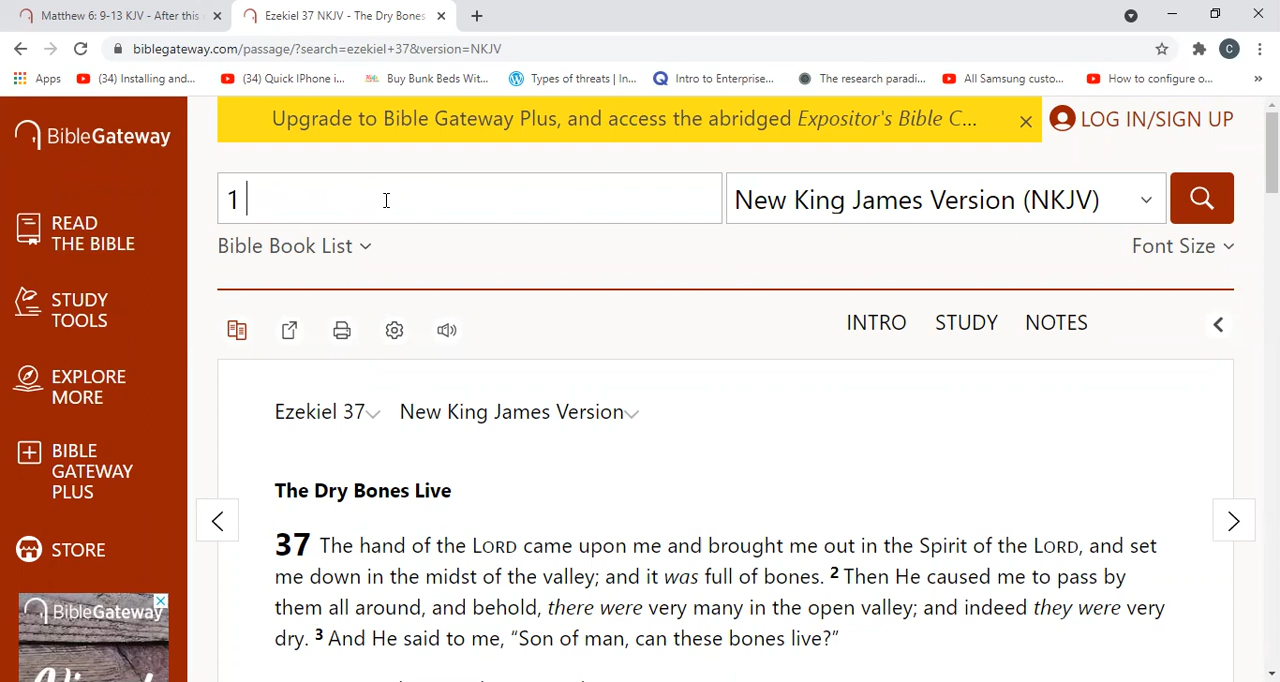 Matthew 6: 9-13 KJV - After this
Ezekiel 37 NKJV - The Dry Bones
biblegateway.com/passage/?search=ezekiel+37&version=NKJV
C
Apps
(34) Installing and...
(34) Quick IPhone i...
Buy Bunk Beds Wit...
Types of threats | In...
Intro to Enterprise...
The research paradi...
All Samsung custo...
How to configure o...
»
BibleGateway
Upgrade to Bible Gateway Plus, and access the abridged Expositor's Bible C...
LOG IN/SIGN UP
1
New King James Version (NKJV)
Bible Book List
Font Size
READ
THE BIBLE
STUDY
TOOLS
EXPLORE
MORE
BIBLE
GATEWAY
PLUS
STORE
BibleGateway
INTRO
STUDY
NOTES
Ezekiel 37
New King James Version
The Dry Bones Live
37 The hand of the LORD came upon me and brought me out in the Spirit of the LORD, and set
me down in the midst of the valley; and it was full of bones. 2 Then He caused me to pass by
them all around, and behold, there were very many in the open valley; and indeed they were very
dry. 3 And He said to me, “Son of man, can these bones live?”